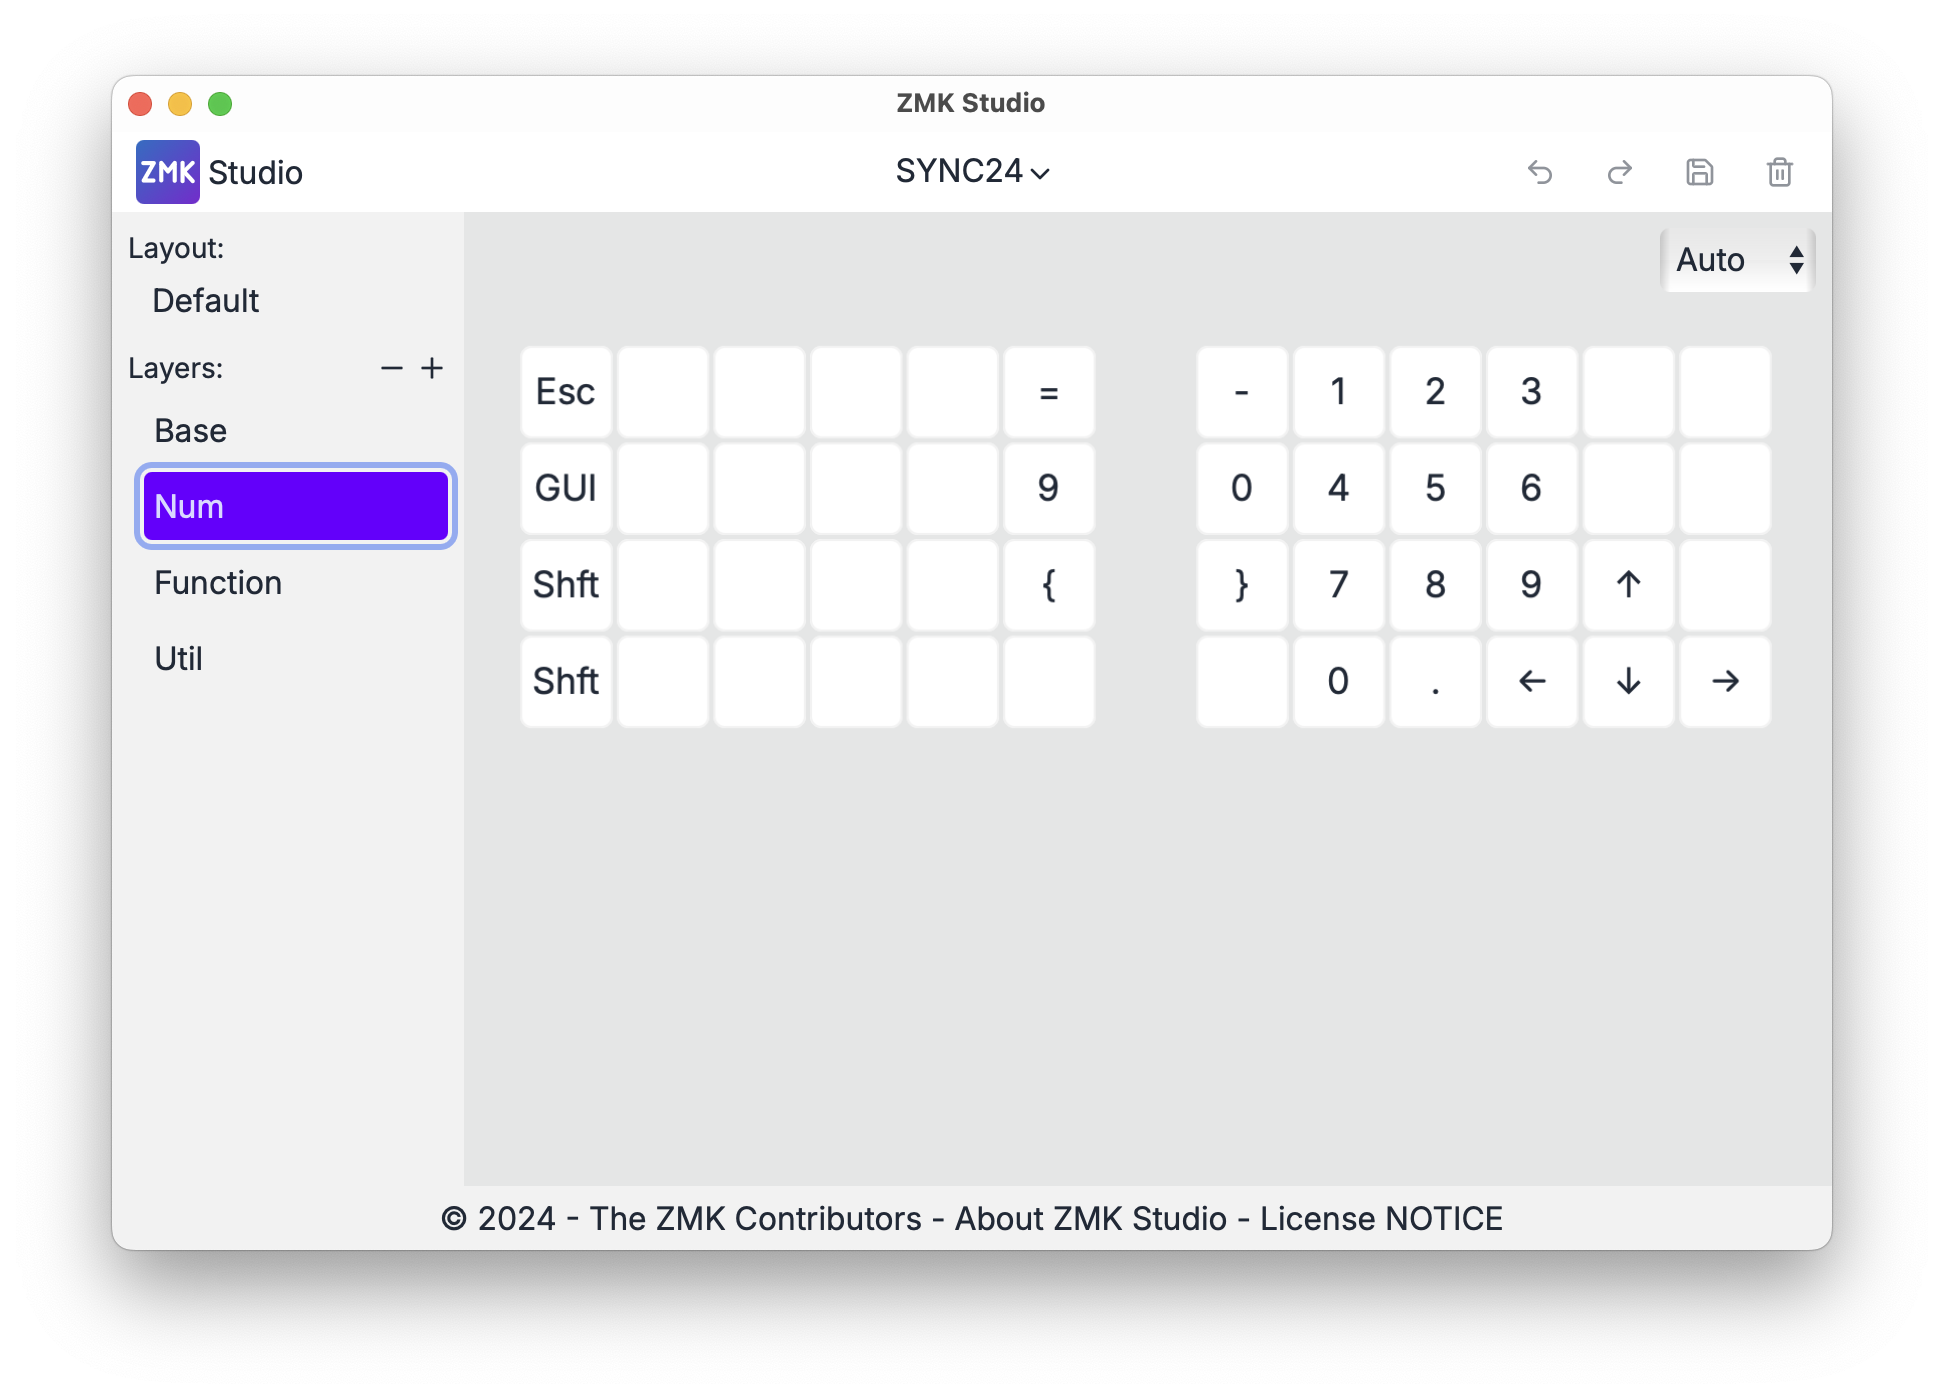 ZMK Studio
ZMK Studio
SYNC24
Layout:
Default
Layers:
Base
Num
Function
Util
Auto
Esc = - 1 2 3
GUI 9 0 4 5 6
Shft { } 7 8 9 ↑
Shft 0 . ← ↓ →
© 2024 - The ZMK Contributors - About ZMK Studio - License NOTICE